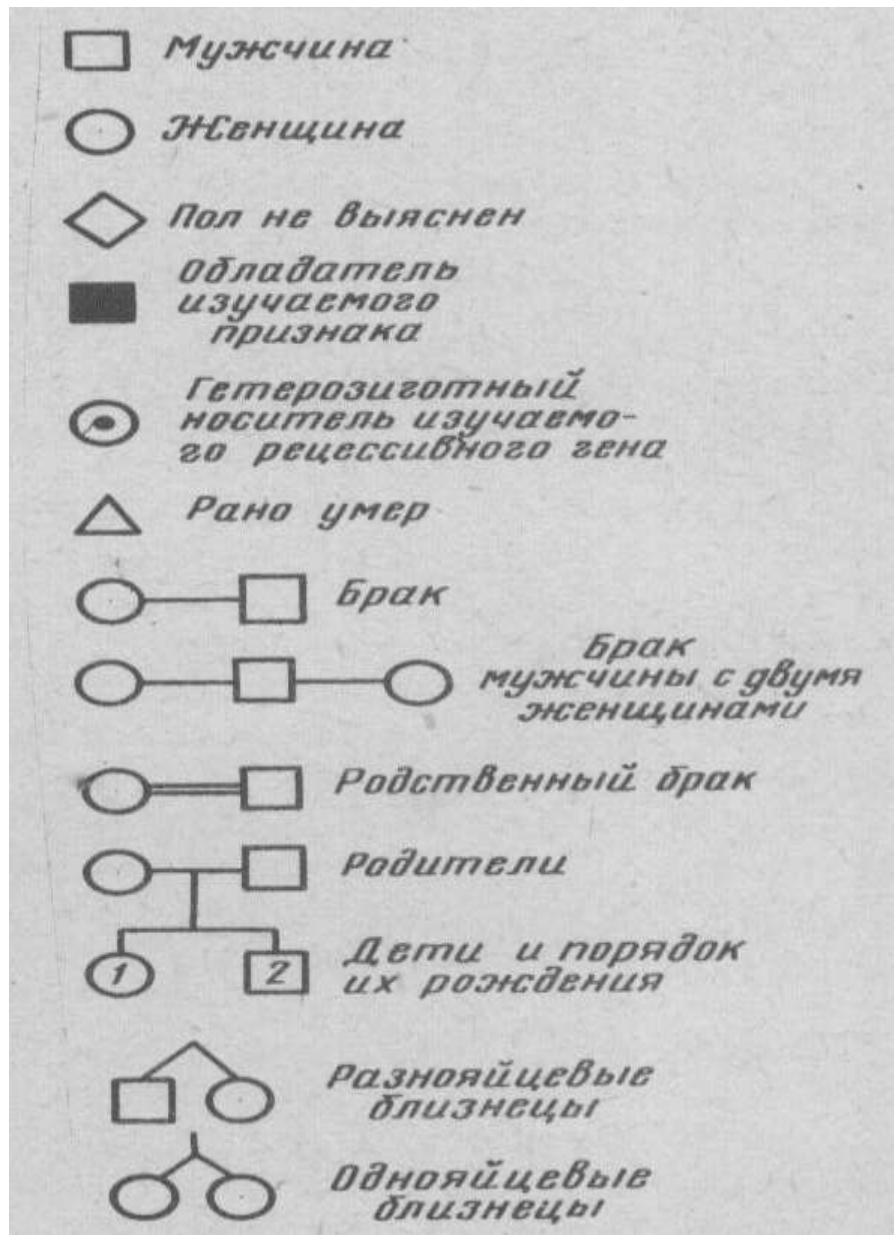 Мужчина
Женщина
Пол не выяснен
Обладатель
изучаемого
признака
Гетерозиготный
носитель изучаемо-
го рецессивного гена
Рано умер
Брак
Брак
мужчины с двумя
женщинами
Родственный брак
Родители
1 2 Дети и порядок
их рождения
Разнояйцевые
близнецы
Однояйцевые
близнецы